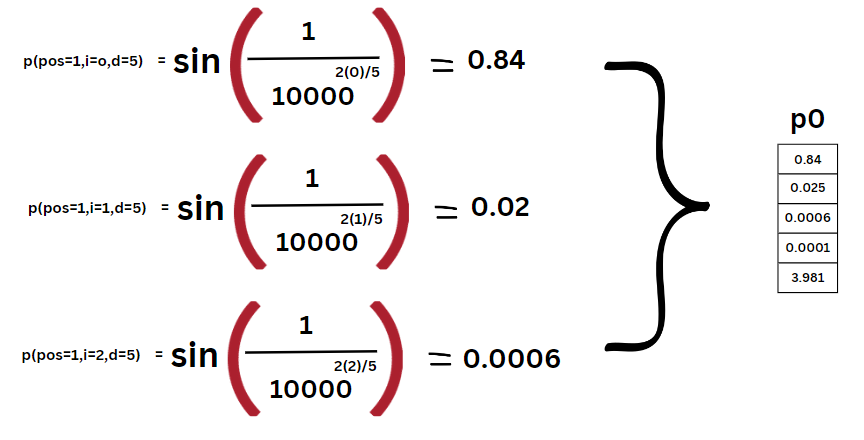 p(pos=1,i=o,d=5) = sin ( 1 / 10000 2(0)/5 ) = 0.84
p(pos=1,i=1,d=5) = sin ( 1 / 10000 2(1)/5 ) = 0.02
p(pos=1,i=2,d=5) = sin ( 1 / 10000 2(2)/5 ) = 0.0006
p0
0.84
0.025
0.0006
0.0001
3.981